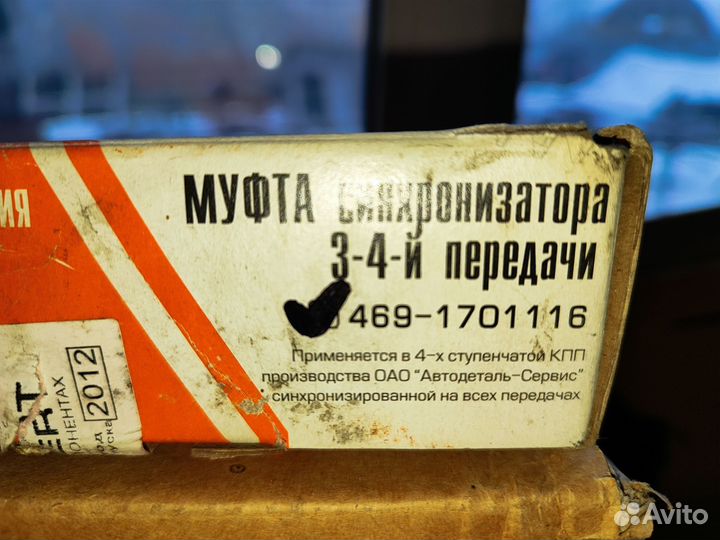 ИЯ
МУФТА синхронизатора
3-4-й передачи
469-1701116
Применяется в 4-х ступенчатой КПП
производства ОАО "Автодеталь-Сервис"
синхронизированной на всех передачах
2012
Avito